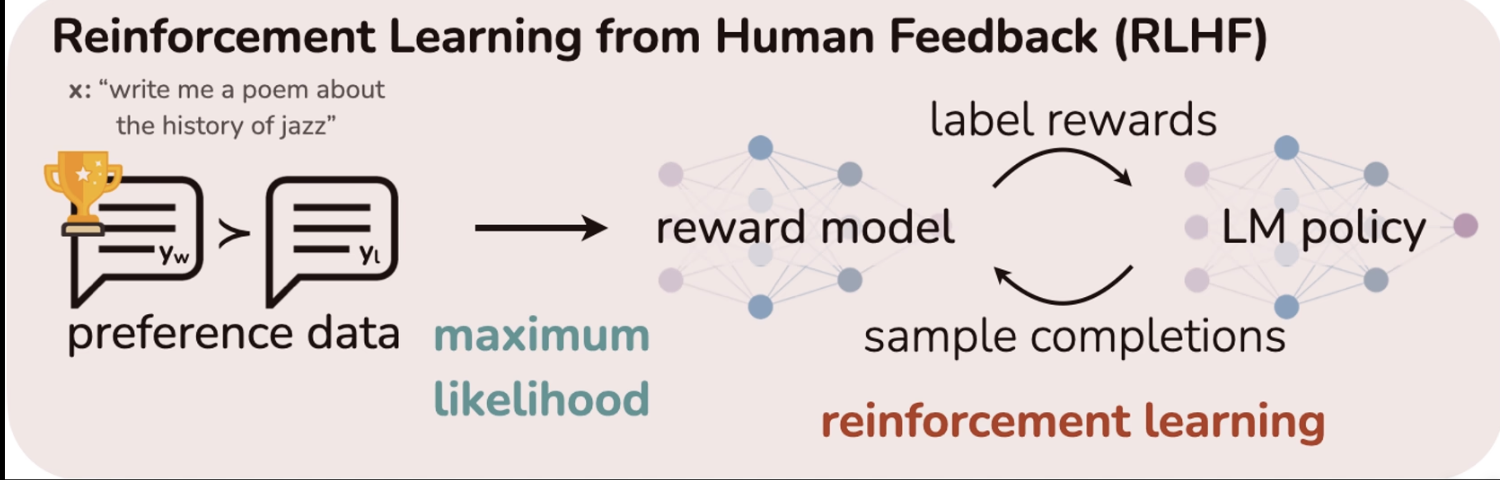 Reinforcement Learning from Human Feedback (RLHF)
x: “write me a poem about
the history of jazz”
label rewards
y_w ≻ y_l
reward model
LM policy
preference data
maximum
likelihood
sample completions
reinforcement learning